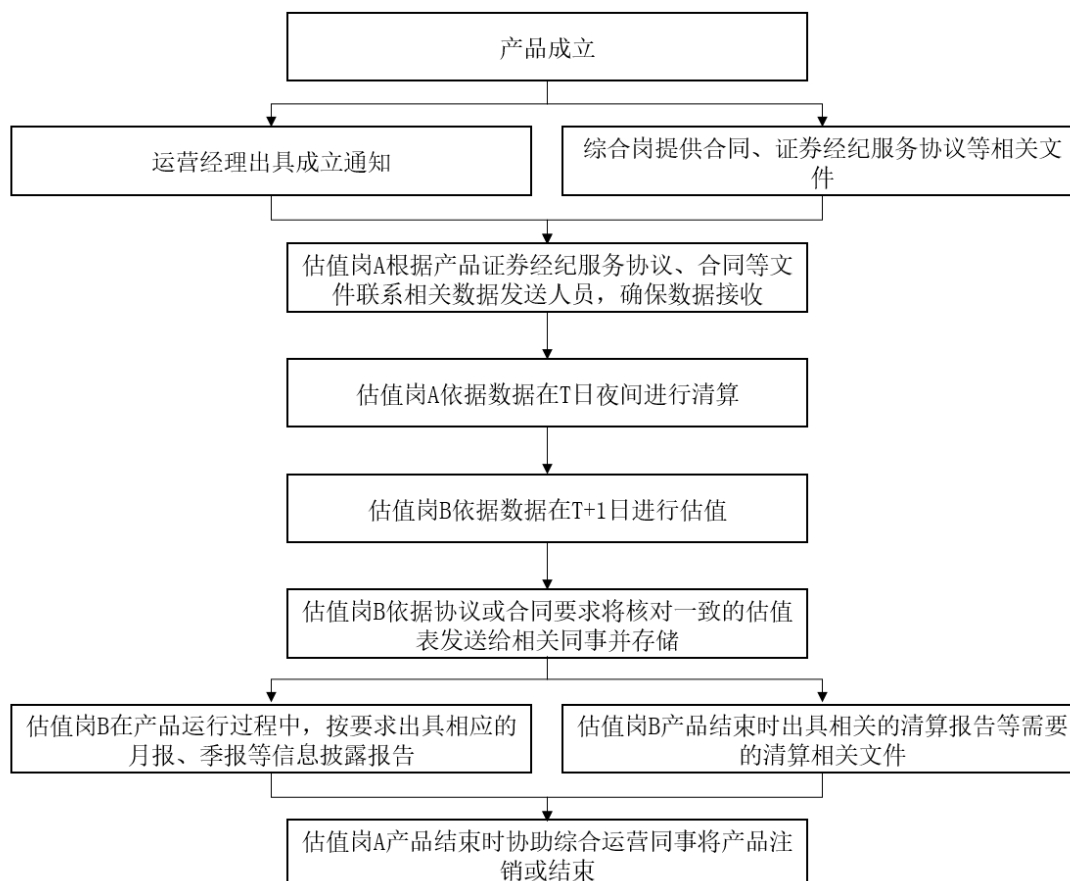 产品成立
运营经理出具成立通知
综合岗提供合同、证券经纪服务协议等相关文
件
估值岗A根据产品证券经纪服务协议、合同等文
件联系相关数据发送人员，确保数据接收
估值岗A依据数据在T日夜间进行清算
估值岗B依据数据在T+1日进行估值
估值岗B依据协议或合同要求将核对一致的估值
表发送给相关同事并存储
估值岗B在产品运行过程中，按要求出具相应的
月报、季报等信息披露报告
估值岗B产品结束时出具相关的清算报告等需要
的清算相关文件
估值岗A产品结束时协助综合运营同事将产品注
销或结束